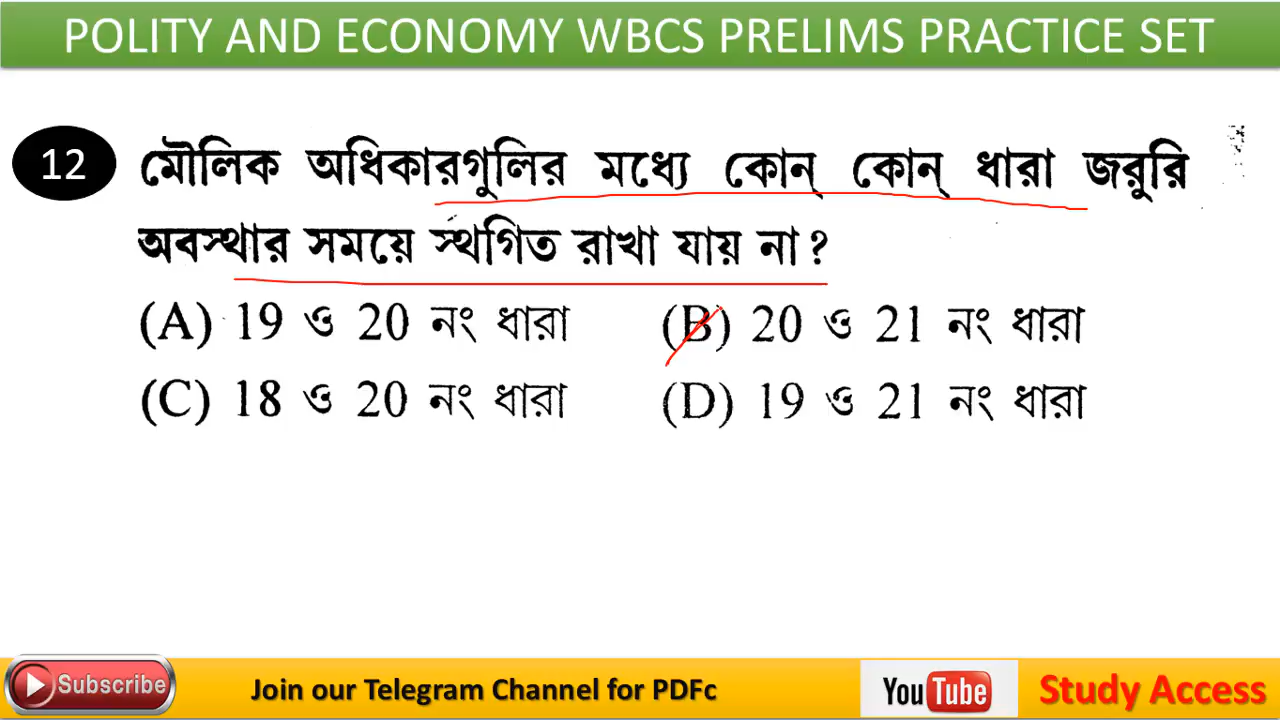 POLITY AND ECONOMY WBCS PRELIMS PRACTICE SET
12 মৌলিক অধিকারগুলির মধ্যে কোন্ কোন্ ধারা জরুরি
অবস্থার সময়ে স্থগিত রাখা যায় না?
(A) 19 ও 20 নং ধারা (B) 20 ও 21 নং ধারা
(C) 18 ও 20 নং ধারা (D) 19 ও 21 নং ধারা
Subscribe Join our Telegram Channel for PDFc YouTube Study Access